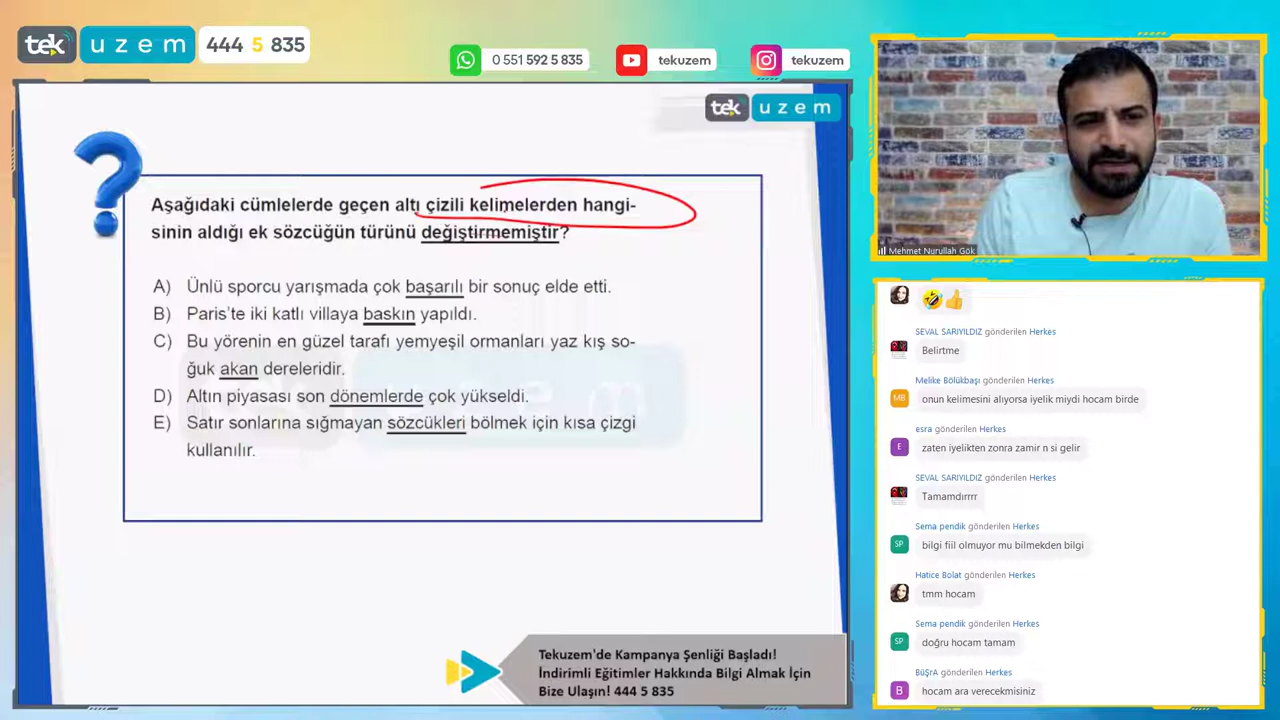 tek uzem 444 5 835
0 551 592 5 835
tekuzem
tekuzem
tek uzem
Aşağıdaki cümlelerde geçen altı çizili kelimelerden hangi-
sinin aldığı ek sözcüğün türünü değiştirmemiştir?
A) Ünlü sporcu yarışmada çok başarılı bir sonuç elde etti.
B) Paris'te iki katlı villaya baskın yapıldı.
C) Bu yörenin en güzel tarafı yemyeşil ormanları yaz kış so-
ğuk akan dereleridir.
D) Altın piyasası son dönemlerde çok yükseldi.
E) Satır sonlarına sığmayan sözcükleri bölmek için kısa çizgi
kullanılır.
Tekuzem'de Kampanya Şenliği Başladı!
İndirimli Eğitimler Hakkında Bilgi Almak İçin
Bize Ulaşın! 444 5 835
Mehmet Nurullah Gök
SEVAL SARIYILDIZ gönderilen Herkes
Belirtme
Melike Bölükbaşı gönderilen Herkes
MB
onun kelimesini alıyorsa iyelik miydi hocam birde
esra gönderilen Herkes
E
zaten iyelikten zonra zamir n si gelir
SEVAL SARIYILDIZ gönderilen Herkes
Tamamdırrrr
Sema pendik gönderilen Herkes
SP
bilgi fiil olmuyor mu bilmekden bilgi
Hatice Bolat gönderilen Herkes
tmm hocam
Sema pendik gönderilen Herkes
SP
doğru hocam tamam
BüŞrA gönderilen Herkes
B
hocam ara verecekmisiniz